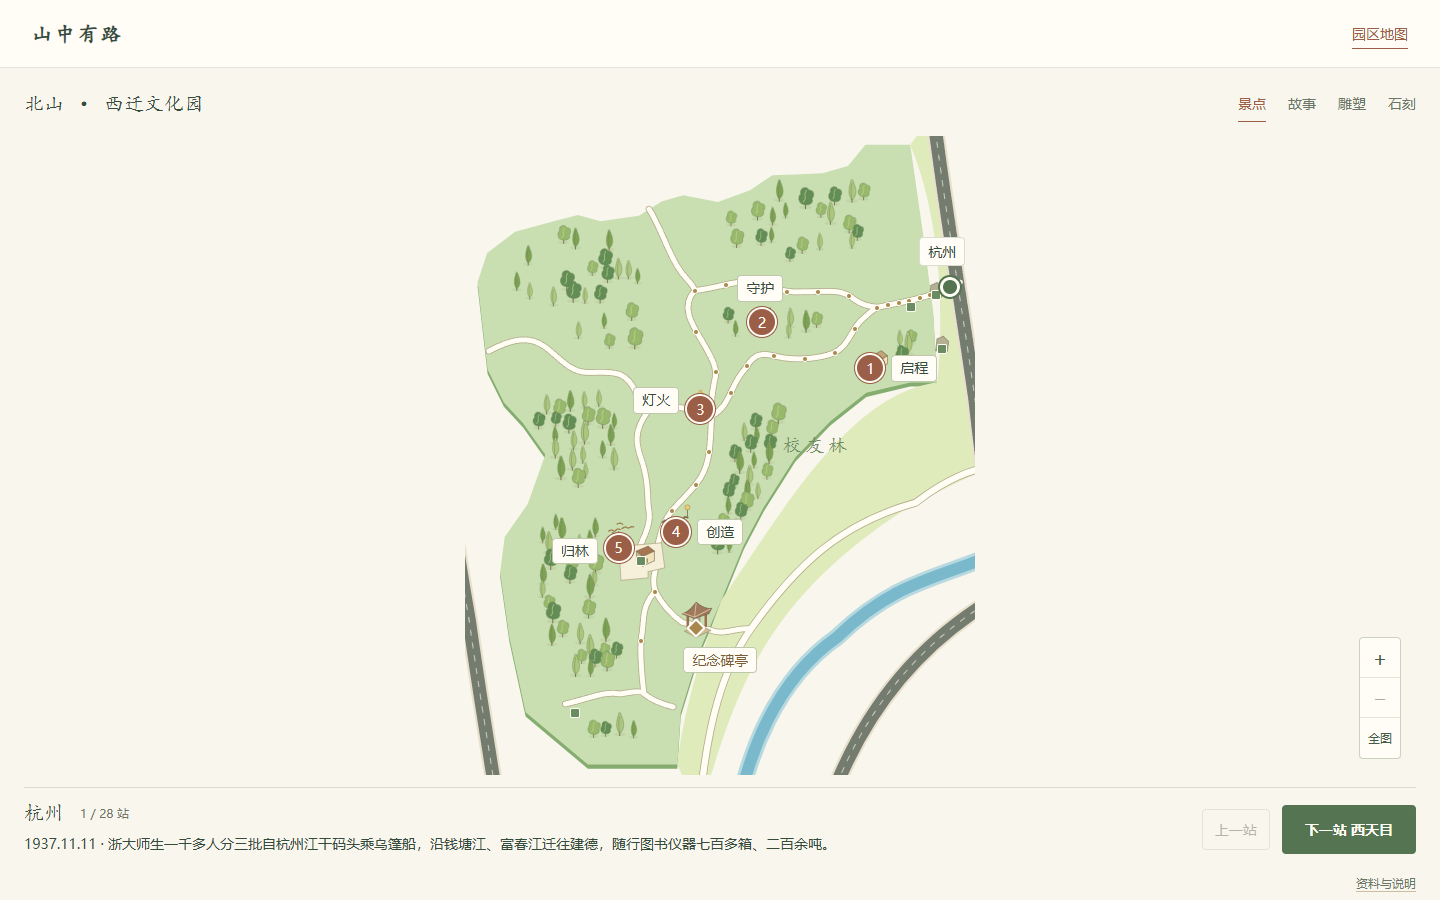 山中有路
园区地图
北山 • 西迁文化园
景点 故事 雕塑 石刻
杭州
守护
2
1
启程
灯火
3
校友林
4
创造
归林
5
纪念碑亭
+
−
全图
杭州 1 / 28 站
1937.11.11 · 浙大师生一千多人分三批自杭州江干码头乘乌篷船，沿钱塘江、富春江迁往建德，随行图书仪器七百多箱、二百余吨。
上一站
下一站 西天目
资料与说明